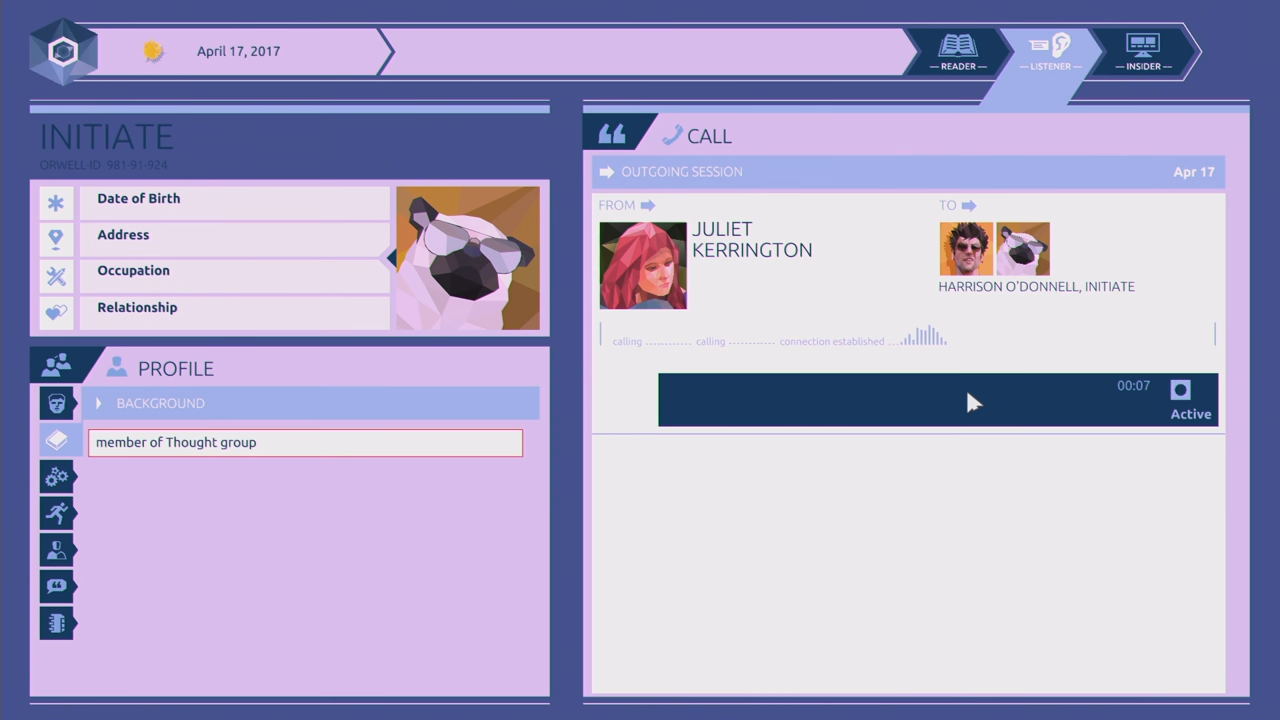 April 17, 2017
READER
LISTENER
INSIDER
INITIATE
ORWELL-ID 981-91-924
Date of Birth
Address
Occupation
Relationship
PROFILE
BACKGROUND
member of Thought group
CALL
OUTGOING SESSION
Apr 17
FROM
TO
JULIET
KERRINGTON
HARRISON O'DONNELL, INITIATE
calling ............ calling ............ connection established ...
00:07
Active